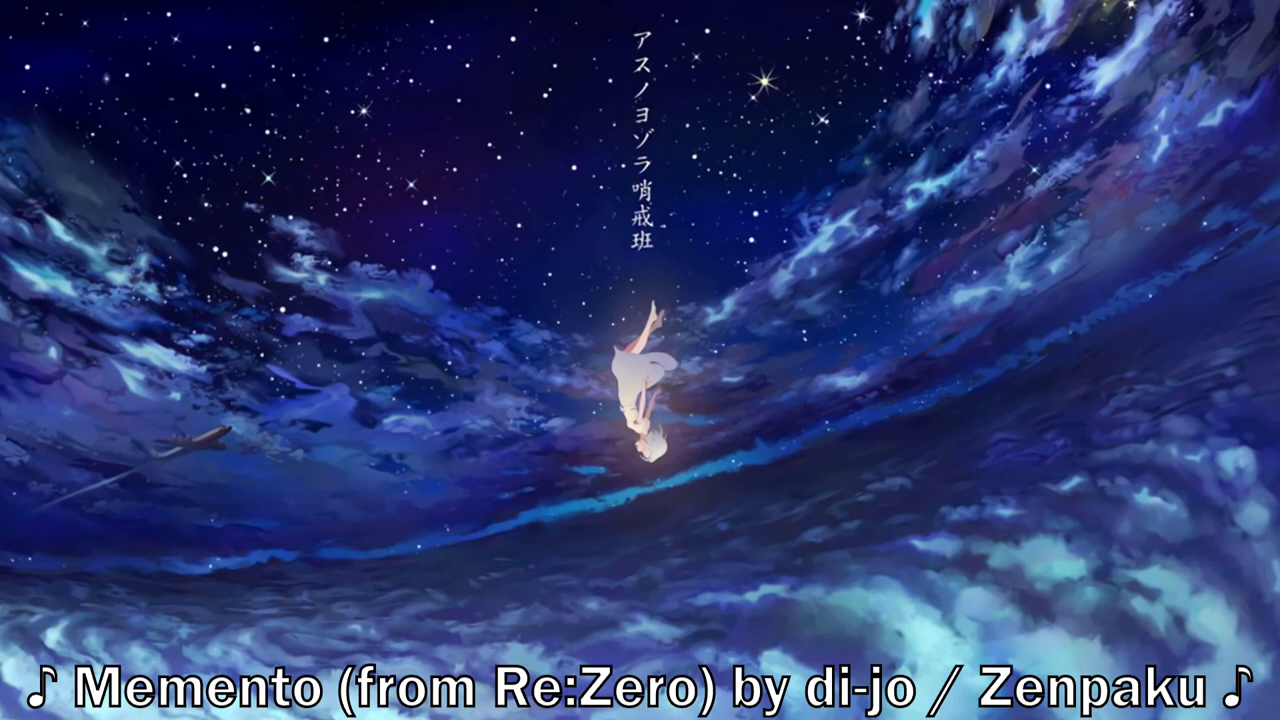 アスノヨゾラ哨戒班
♪ Memento (from Re:Zero) by di-jo / Zenpaku ♪